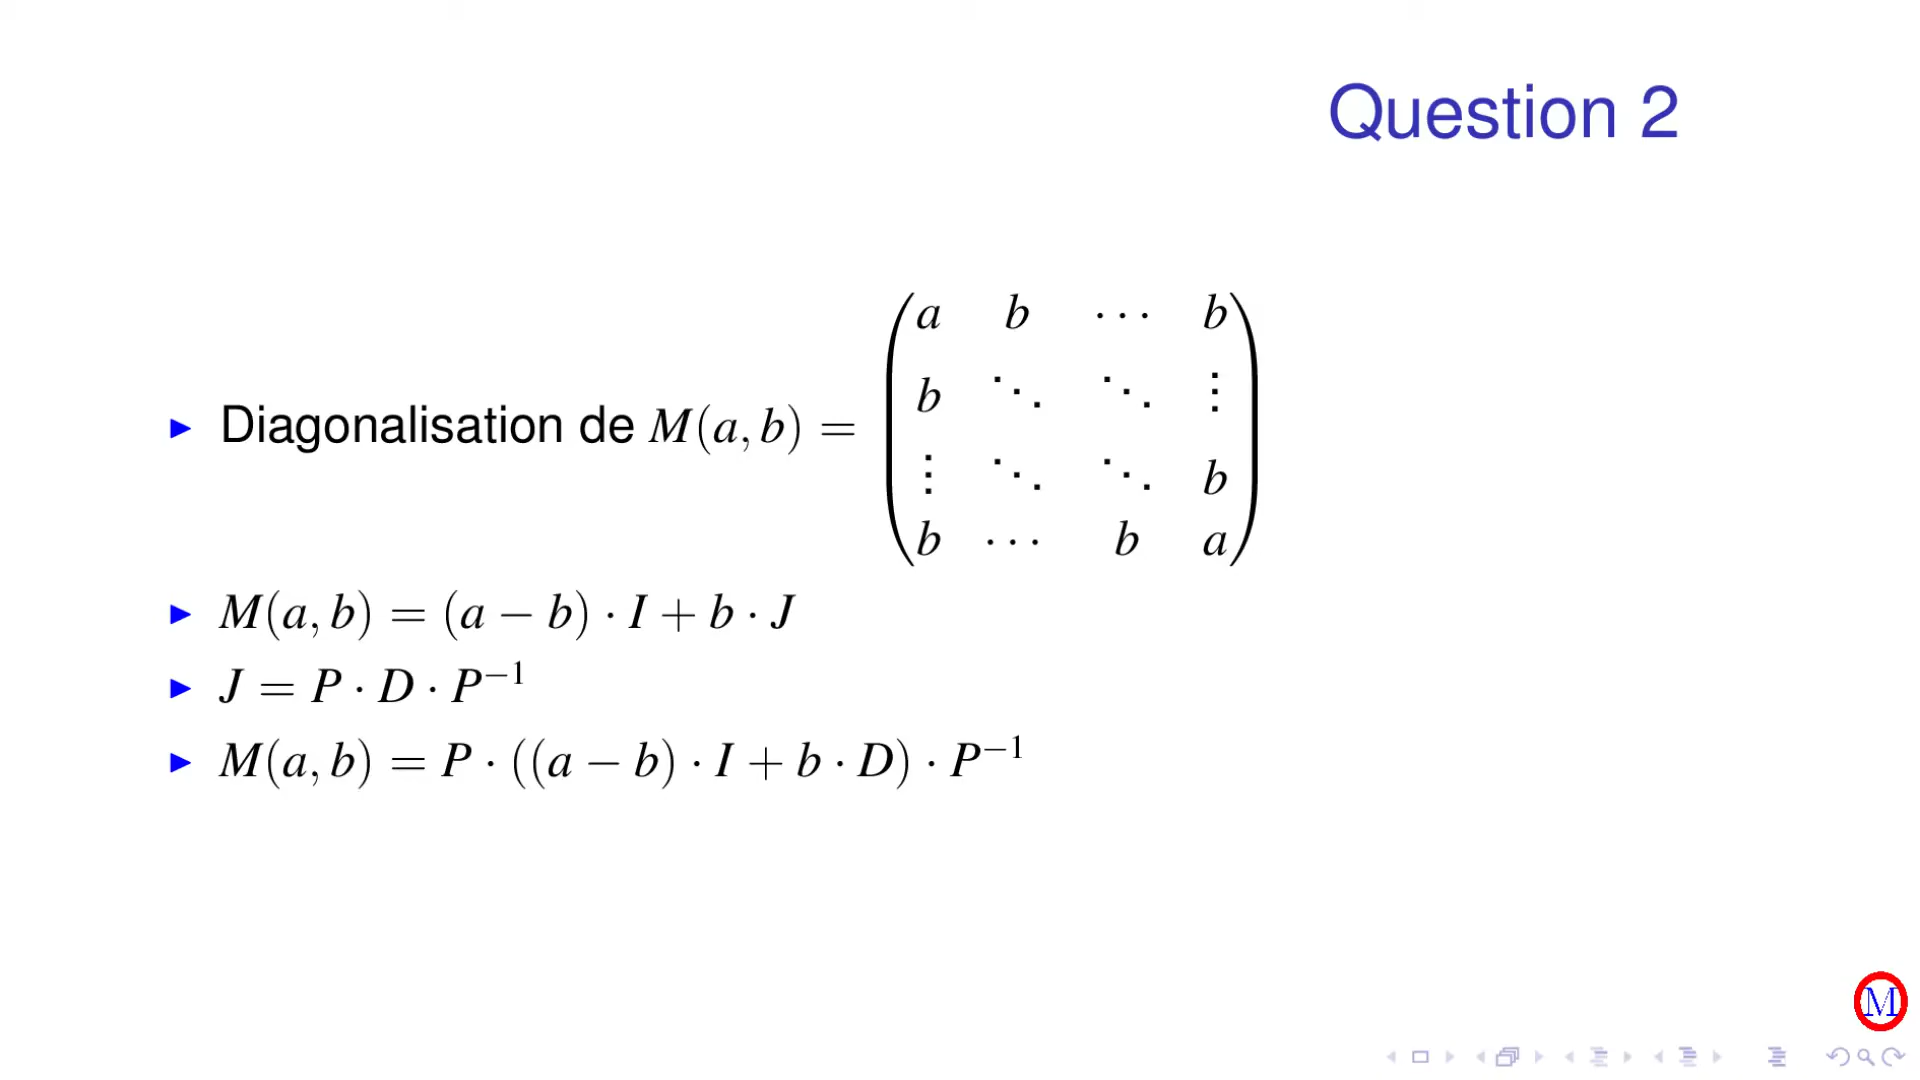 Question 2
▶ Diagonalisation de M(a, b) = 
a b ⋯ b
b ⋱ ⋱ ⋮
⋮ ⋱ ⋱ b
b ⋯ b a
▶ M(a, b) = (a − b) · I + b · J
▶ J = P · D · P⁻¹
▶ M(a, b) = P · ((a − b) · I + b · D) · P⁻¹
M